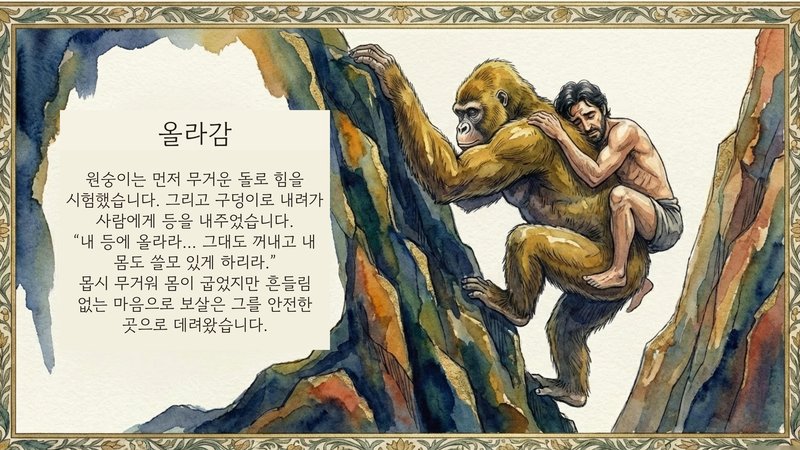 올라감
원숭이는 먼저 무거운 돌로 힘을
시험했습니다. 그리고 구덩이로 내려가
사람에게 등을 내주었습니다.
“내 등에 올라라... 그대도 꺼내고 내
몸도 쓸모 있게 하리라.”
몹시 무거워 몸이 굽었지만 흔들림
없는 마음으로 보살은 그를 안전한
곳으로 데려왔습니다.